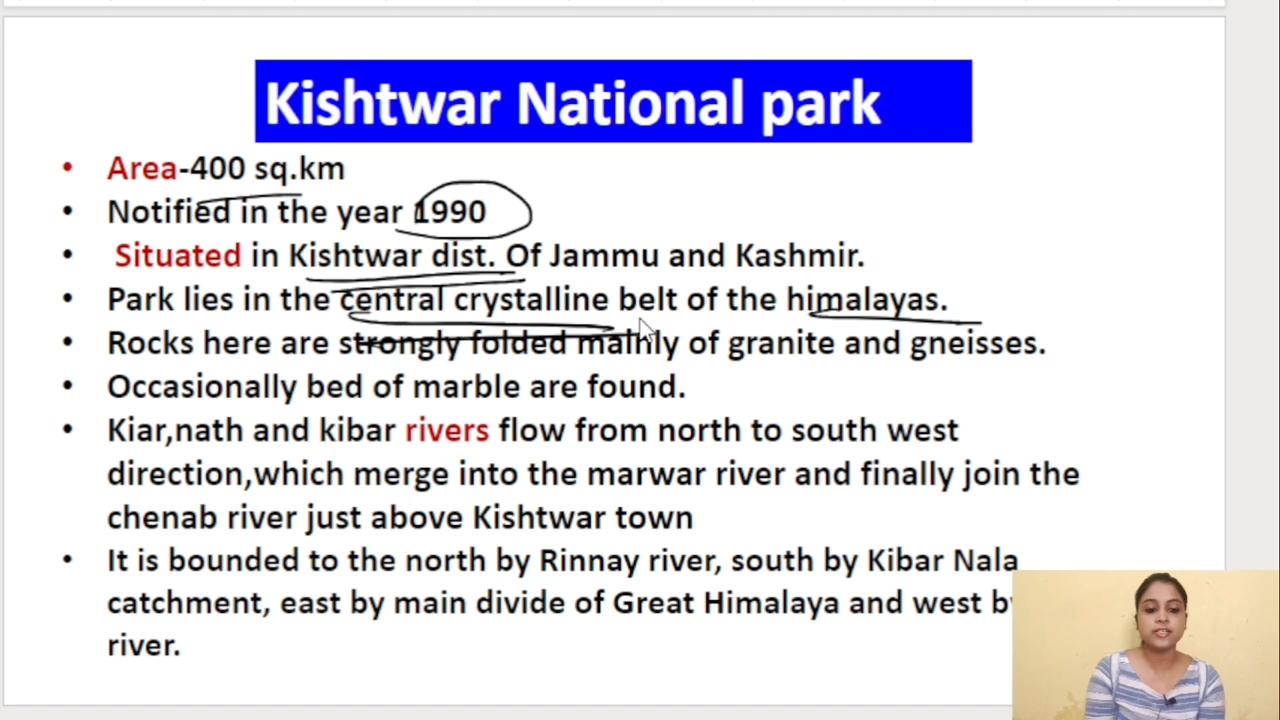 Kishtwar National park
• Area-400 sq.km
• Notified in the year 1990
• Situated in Kishtwar dist. Of Jammu and Kashmir.
• Park lies in the central crystalline belt of the himalayas.
• Rocks here are strongly folded mainly of granite and gneisses.
• Occasionally bed of marble are found.
• Kiar,nath and kibar rivers flow from north to south west
direction,which merge into the marwar river and finally join the
chenab river just above Kishtwar town
• It is bounded to the north by Rinnay river, south by Kibar Nala
catchment, east by main divide of Great Himalaya and west
river.